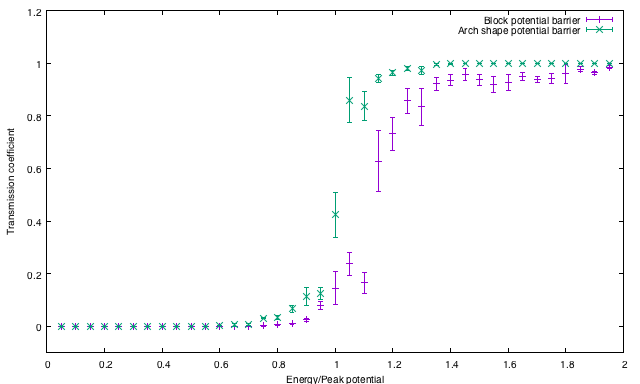 Block potential barrier
Arch shape potential barrier
1.2
1
0.8
0.6
0.4
0.2
0
Transmission coefficient
0 0.2 0.4 0.6 0.8 1 1.2 1.4 1.6 1.8 2
Energy/Peak potential